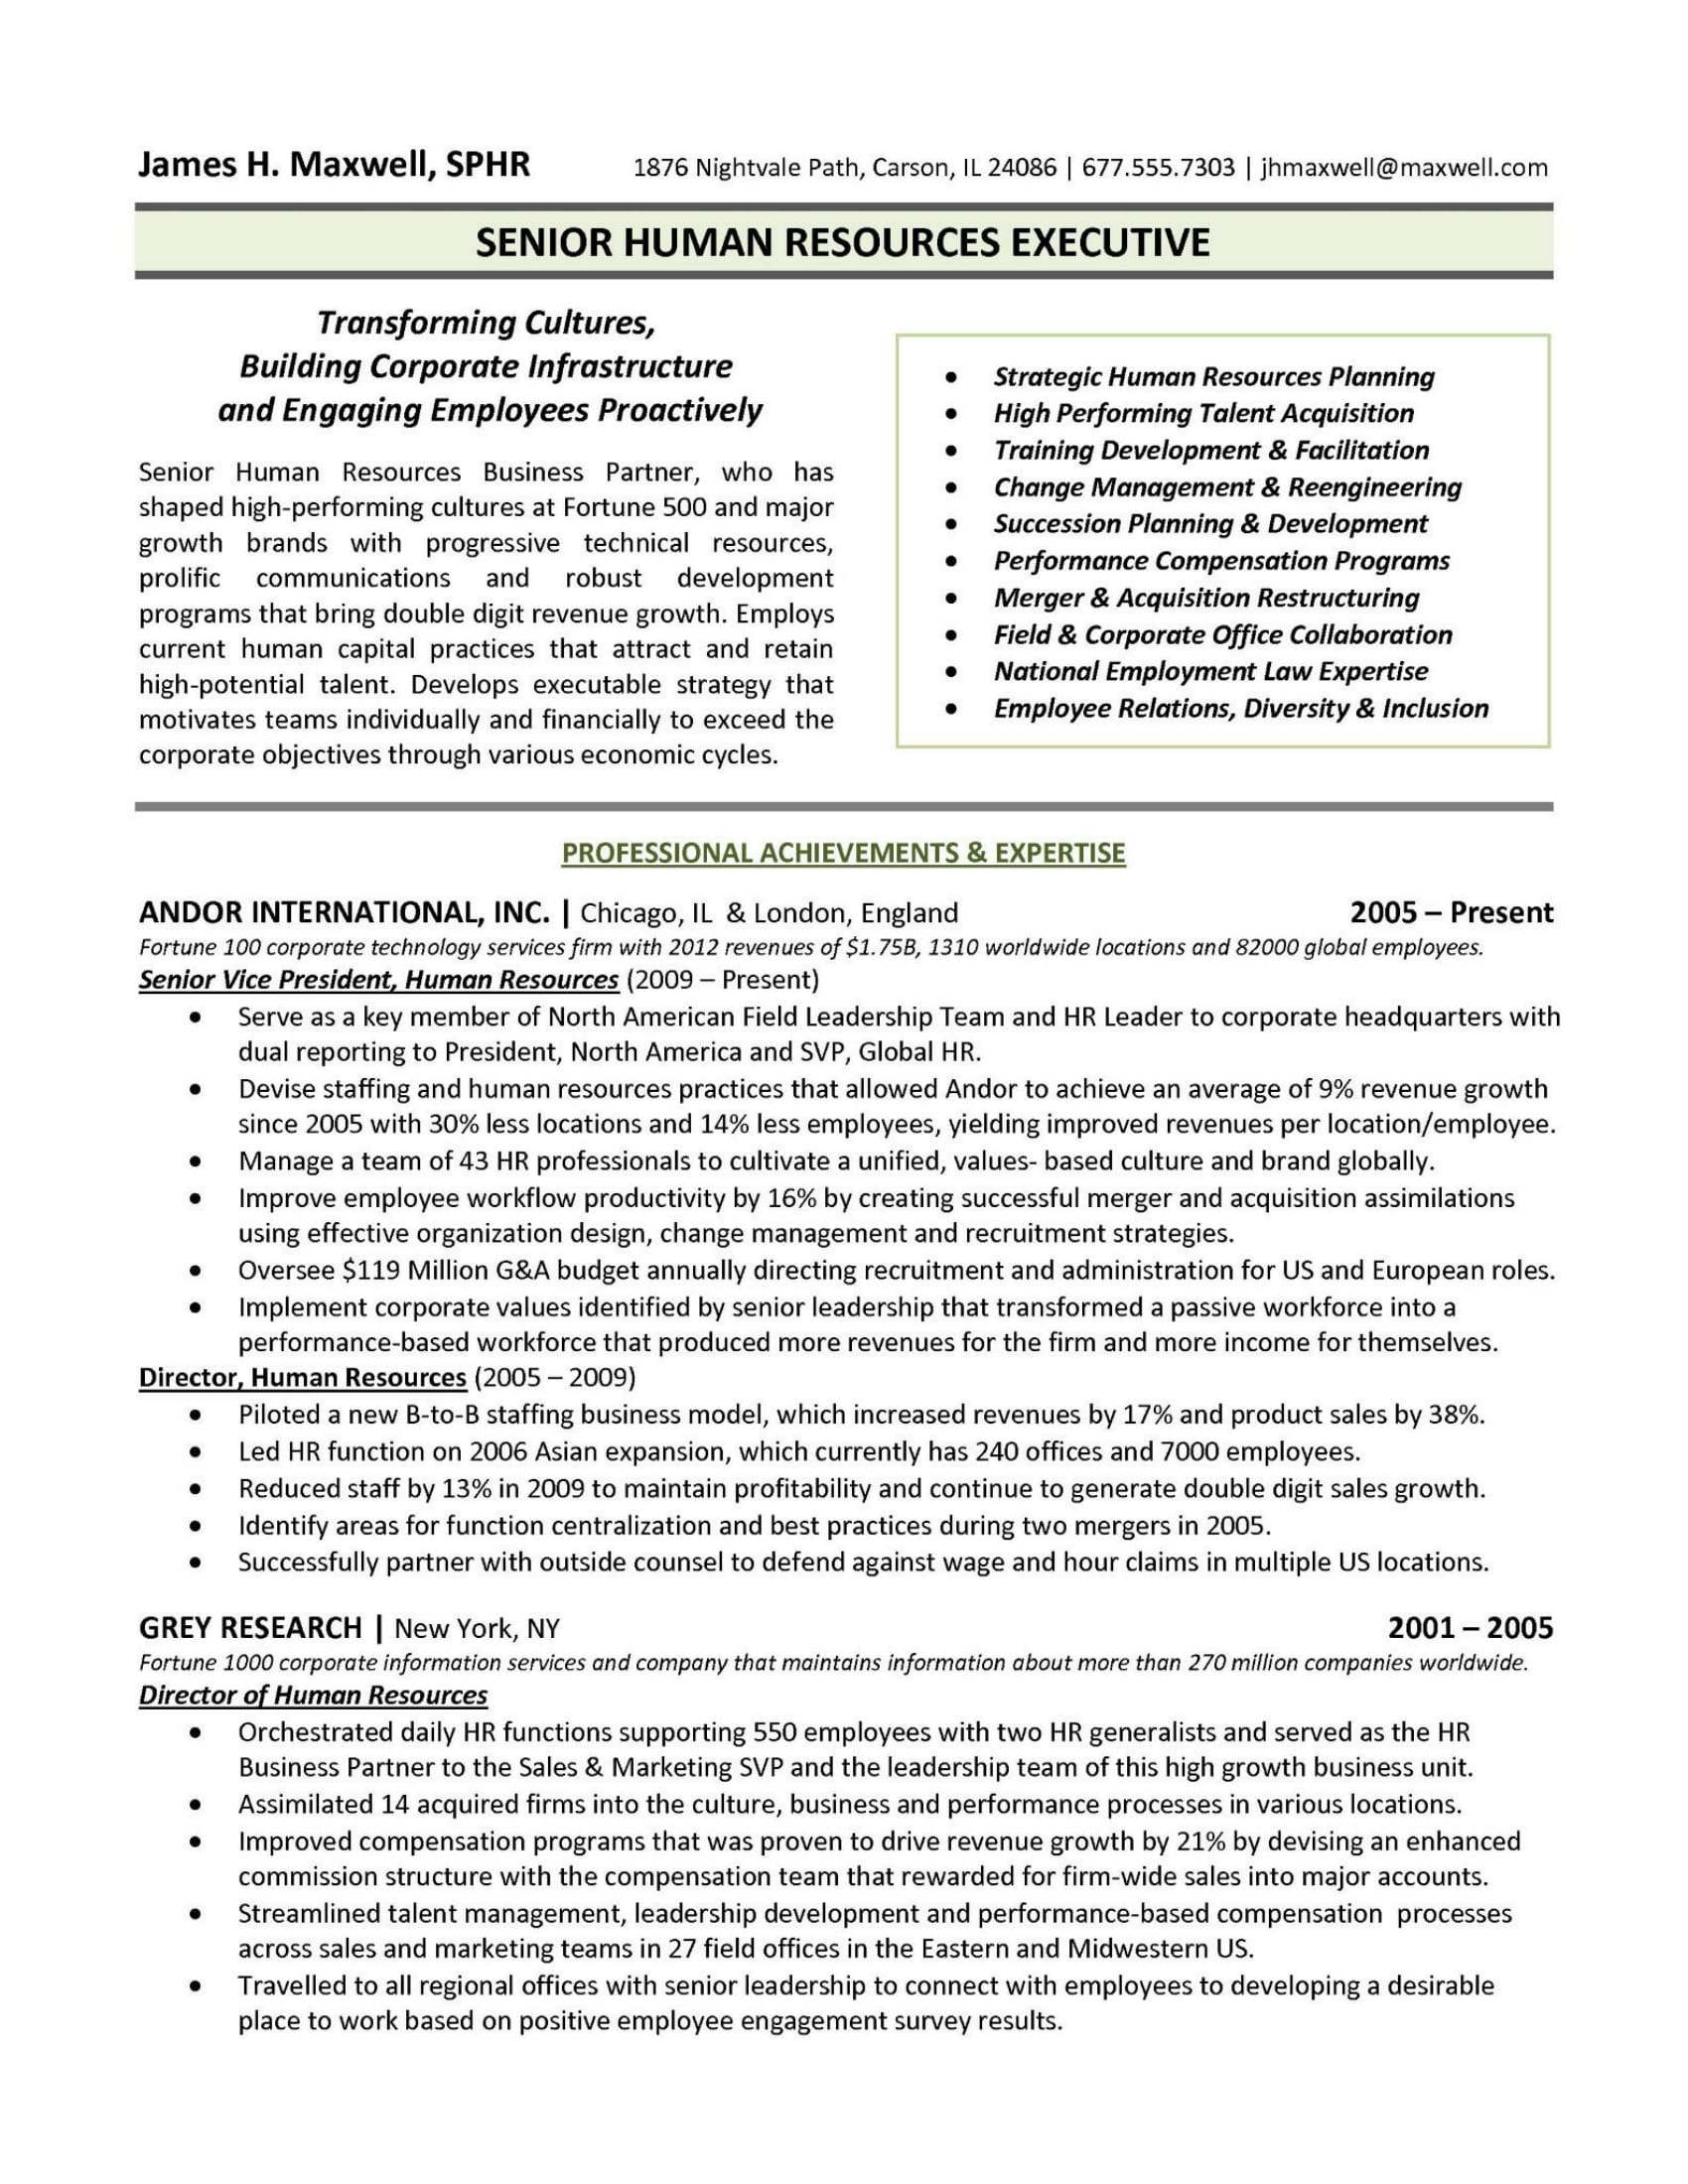 James H. Maxwell, SPHR 1876 Nightvale Path, Carson, IL 24086 | 677.555.7303 | jhmaxwell@maxwell.com
SENIOR HUMAN RESOURCES EXECUTIVE
Transforming Cultures,
Building Corporate Infrastructure
and Engaging Employees Proactively
Senior Human Resources Business Partner, who has
shaped high-performing cultures at Fortune 500 and major
growth brands with progressive technical resources,
prolific communications and robust development
programs that bring double digit revenue growth. Employs
current human capital practices that attract and retain
high-potential talent. Develops executable strategy that
motivates teams individually and financially to exceed the
corporate objectives through various economic cycles.
• Strategic Human Resources Planning
• High Performing Talent Acquisition
• Training Development & Facilitation
• Change Management & Reengineering
• Succession Planning & Development
• Performance Compensation Programs
• Merger & Acquisition Restructuring
• Field & Corporate Office Collaboration
• National Employment Law Expertise
• Employee Relations, Diversity & Inclusion
PROFESSIONAL ACHIEVEMENTS & EXPERTISE
ANDOR INTERNATIONAL, INC. | Chicago, IL & London, England 2005 – Present
Fortune 100 corporate technology services firm with 2012 revenues of $1.75B, 1310 worldwide locations and 82000 global employees.
Senior Vice President, Human Resources (2009 – Present)
• Serve as a key member of North American Field Leadership Team and HR Leader to corporate headquarters with
dual reporting to President, North America and SVP, Global HR.
• Devise staffing and human resources practices that allowed Andor to achieve an average of 9% revenue growth
since 2005 with 30% less locations and 14% less employees, yielding improved revenues per location/employee.
• Manage a team of 43 HR professionals to cultivate a unified, values- based culture and brand globally.
• Improve employee workflow productivity by 16% by creating successful merger and acquisition assimilations
using effective organization design, change management and recruitment strategies.
• Oversee $119 Million G&A budget annually directing recruitment and administration for US and European roles.
• Implement corporate values identified by senior leadership that transformed a passive workforce into a
performance-based workforce that produced more revenues for the firm and more income for themselves.
Director, Human Resources (2005 – 2009)
• Piloted a new B-to-B staffing business model, which increased revenues by 17% and product sales by 38%.
• Led HR function on 2006 Asian expansion, which currently has 240 offices and 7000 employees.
• Reduced staff by 13% in 2009 to maintain profitability and continue to generate double digit sales growth.
• Identify areas for function centralization and best practices during two mergers in 2005.
• Successfully partner with outside counsel to defend against wage and hour claims in multiple US locations.
GREY RESEARCH | New York, NY 2001 – 2005
Fortune 1000 corporate information services and company that maintains information about more than 270 million companies worldwide.
Director of Human Resources
• Orchestrated daily HR functions supporting 550 employees with two HR generalists and served as the HR
Business Partner to the Sales & Marketing SVP and the leadership team of this high growth business unit.
• Assimilated 14 acquired firms into the culture, business and performance processes in various locations.
• Improved compensation programs that was proven to drive revenue growth by 21% by devising an enhanced
commission structure with the compensation team that rewarded for firm-wide sales into major accounts.
• Streamlined talent management, leadership development and performance-based compensation processes
across sales and marketing teams in 27 field offices in the Eastern and Midwestern US.
• Travelled to all regional offices with senior leadership to connect with employees to developing a desirable
place to work based on positive employee engagement survey results.